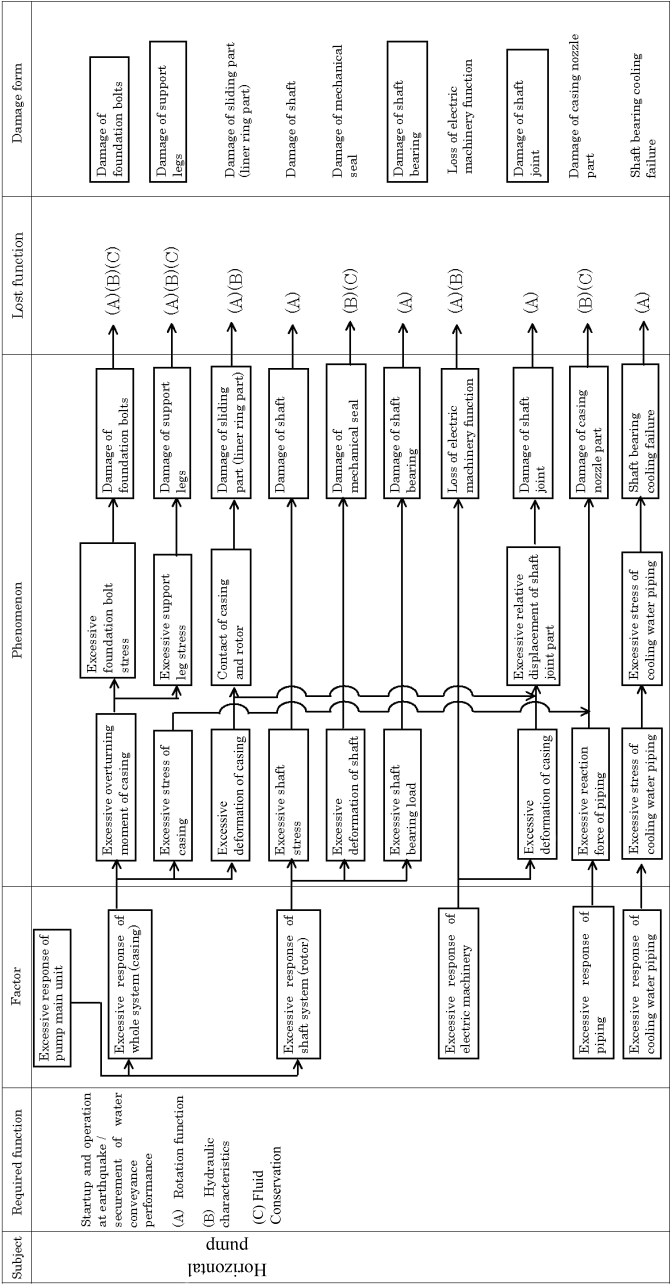 Subject
Required function
Factor
Phenomenon
Lost function
Damage form
Horizontal
pump
Startup and operation
at earthquake /
securement of water
conveyance
performance
(A) Rotation function
(B) Hydraulic
characteristics
(C) Fluid
Conservation
Excessive response of
pump main unit
Excessive response of
whole system (casing)
Excessive response of
shaft system (rotor)
Excessive response of
electric machinery
Excessive response of
piping
Excessive response of
cooling water piping
Excessive overturning
moment of casing
Excessive stress of
casing
Excessive
deformation of casing
Excessive shaft
stress
Excessive
deformation of shaft
Excessive shaft
bearing load
Excessive
deformation of casing
Excessive reaction
force of piping
Excessive stress of
cooling water piping
Excessive
foundation bolt
stress
Excessive support
leg stress
Contact of casing
and rotor
Excessive relative
displacement of shaft
joint part
Excessive stress of
cooling water piping
Damage of
foundation bolts
Damage of support
legs
Damage of sliding
part (liner ring part)
Damage of shaft
Damage of
mechanical seal
Damage of shaft
bearing
Loss of electric
machinery function
Damage of shaft
joint
Damage of casing
nozzle part
Shaft bearing
cooling failure
(A)(B)(C)
(A)(B)(C)
(A)(B)
(A)
(B)(C)
(A)
(A)(B)
(A)
(B)(C)
(A)
Damage of
foundation bolts
Damage of support
legs
Damage of sliding part
(liner ring part)
Damage of shaft
Damage of mechanical
seal
Damage of shaft
bearing
Loss of electric
machinery function
Damage of shaft
joint
Damage of casing nozzle
part
Shaft bearing cooling
failure